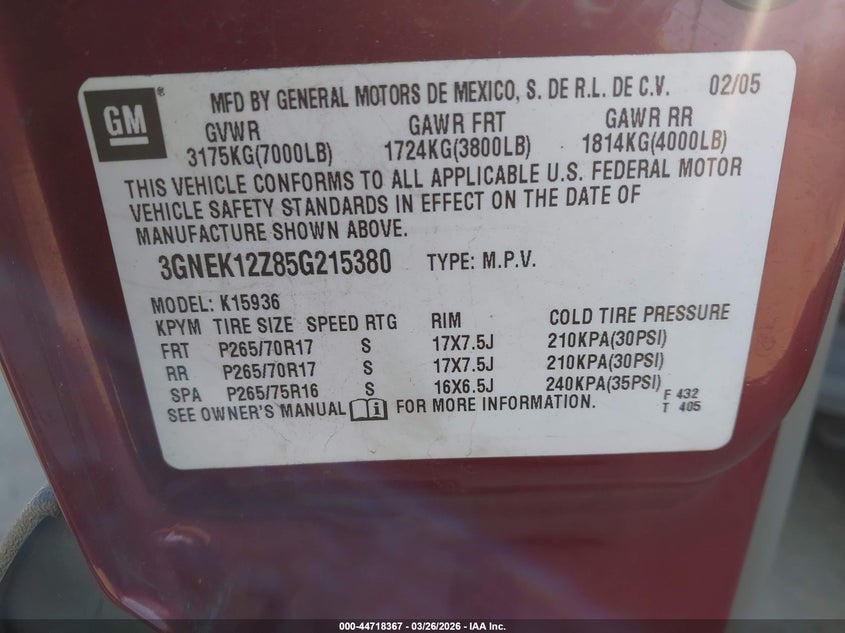 GM ®
MFD BY GENERAL MOTORS DE MEXICO, S. DE R.L. DE C.V. 02/05
GVWR GAWR FRT GAWR RR
3175KG(7000LB) 1724KG(3800LB) 1814KG(4000LB)
THIS VEHICLE CONFORMS TO ALL APPLICABLE U.S. FEDERAL MOTOR
VEHICLE SAFETY STANDARDS IN EFFECT ON THE DATE OF
MANUFACTURE SHOWN ABOVE.
3GNEK12Z85G215380 TYPE: M.P.V.
MODEL: K15936
KPYM TIRE SIZE SPEED RTG RIM COLD TIRE PRESSURE
FRT P265/70R17 S 17X7.5J 210KPA(30PSI)
RR P265/70R17 S 17X7.5J 210KPA(30PSI)
SPA P265/75R16 S 16X6.5J 240KPA(35PSI)
SEE OWNER'S MANUAL FOR MORE INFORMATION.
F 432
T 405
000-44718367 - 03/26/2026 - IAA Inc.